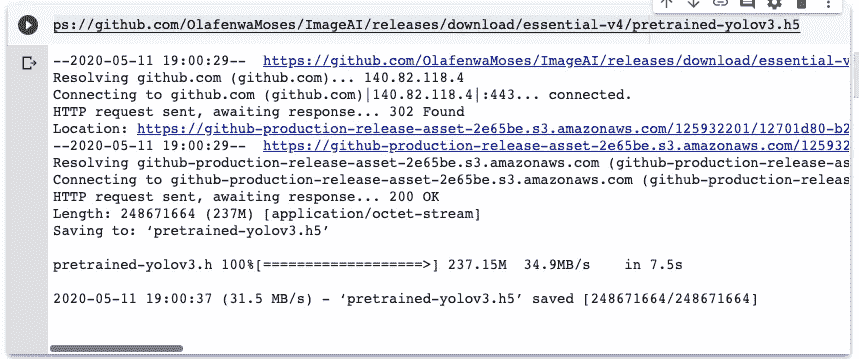 ps://github.com/OlafenwaMoses/ImageAI/releases/download/essential-v4/pretrained-yolov3.h5
--2020-05-11 19:00:29--  https://github.com/OlafenwaMoses/ImageAI/releases/download/essential-v
Resolving github.com (github.com)... 140.82.118.4
Connecting to github.com (github.com)|140.82.118.4|:443... connected.
HTTP request sent, awaiting response... 302 Found
Location: https://github-production-release-asset-2e65be.s3.amazonaws.com/125932201/12701d80-b2
--2020-05-11 19:00:29--  https://github-production-release-asset-2e65be.s3.amazonaws.com/125932
Resolving github-production-release-asset-2e65be.s3.amazonaws.com (github-production-release-as
Connecting to github-production-release-asset-2e65be.s3.amazonaws.com (github-production-releas
HTTP request sent, awaiting response... 200 OK
Length: 248671664 (237M) [application/octet-stream]
Saving to: ‘pretrained-yolov3.h5’
pretrained-yolov3.h 100%[===================>] 237.15M  34.9MB/s    in 7.5s
2020-05-11 19:00:37 (31.5 MB/s) - ‘pretrained-yolov3.h5’ saved [248671664/248671664]